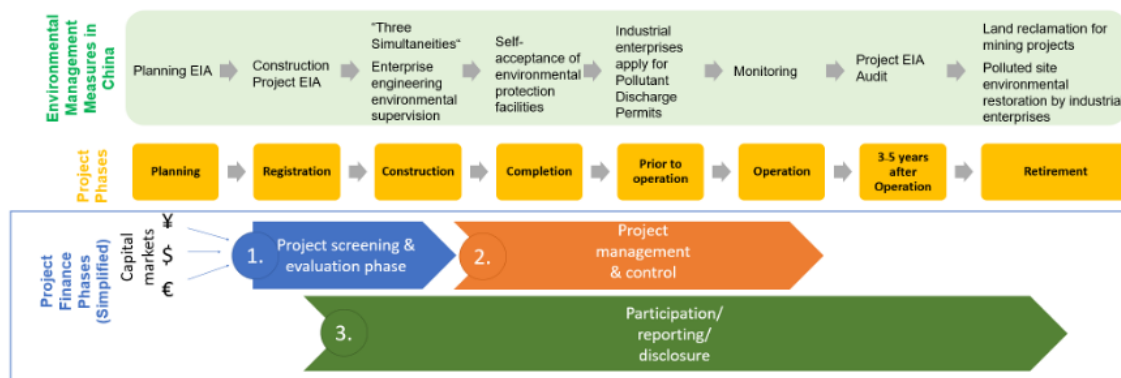 Environmental
Management
Measures in
China
Planning EIA
Construction
Project EIA
"Three
Simultaneities"
Enterprise
engineering
environmental
supervision
Self-
acceptance of
environmental
protection
facilities
Industrial
enterprises
apply for
Pollutant
Discharge
Permits
Monitoring
Project EIA
Audit
Land reclamation for
mining projects
Polluted site
environmental
restoration by industrial
enterprises
Project
Phases
Planning
Registration
Construction
Completion
Prior to
operation
Operation
3-5 years
after
Operation
Retirement
Project
Finance
Phases
(Simplified)
Capital
markets
¥
$
€
1.
Project screening &
evaluation phase
2.
Project
management
& control
3.
Participation/
reporting/
disclosure